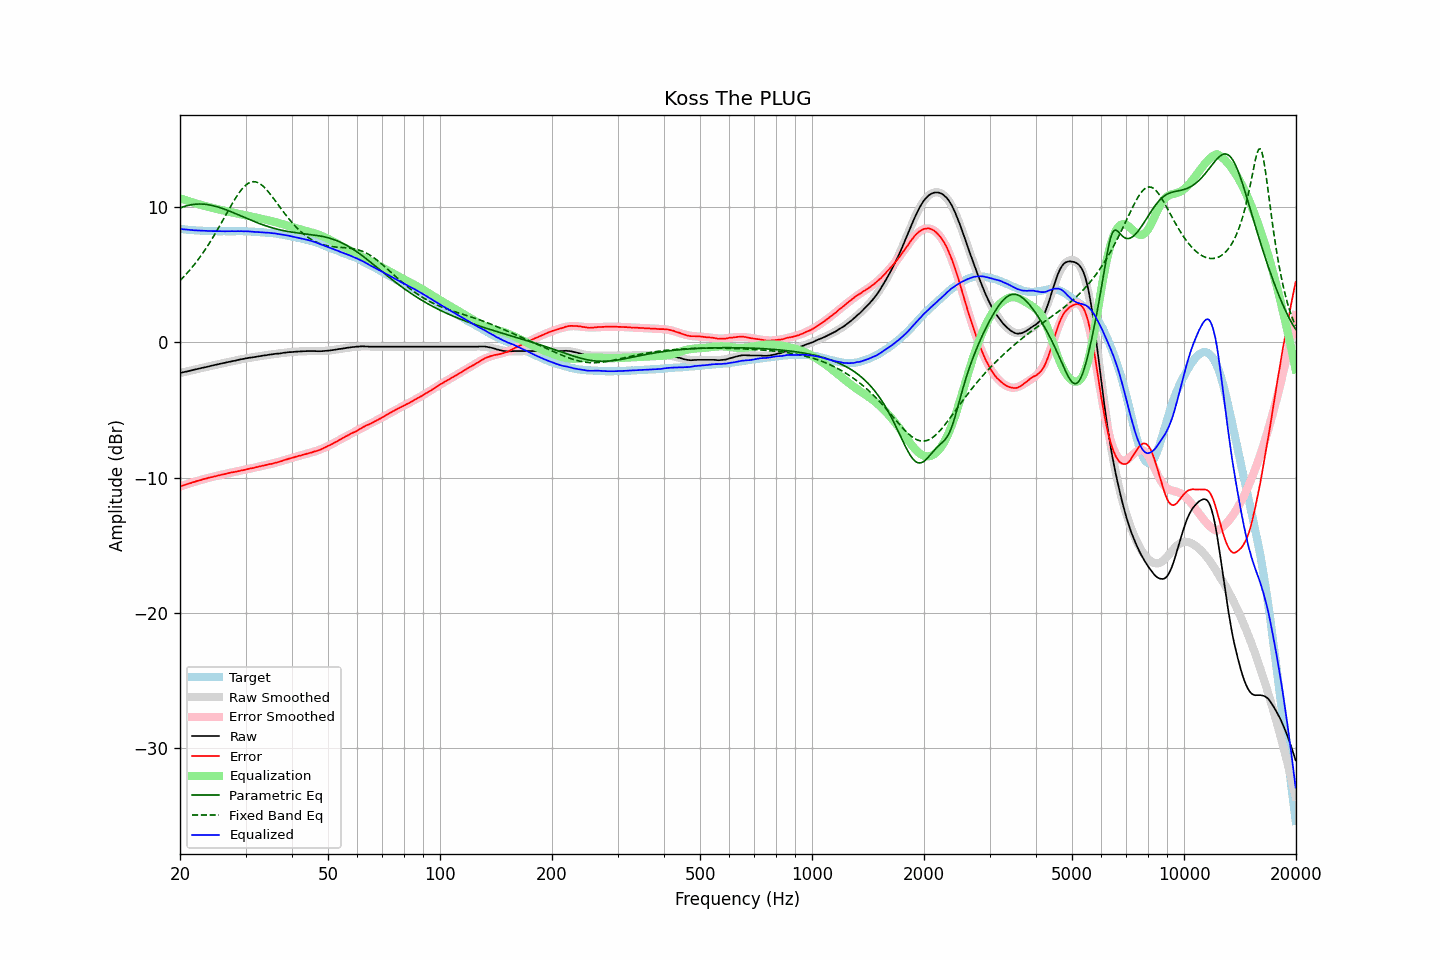 Koss The PLUG
Amplitude (dBr)
10
0
−10
−20
−30
Target
Raw Smoothed
Error Smoothed
Raw
Error
Equalization
Parametric Eq
Fixed Band Eq
Equalized
20 50 100 200 500 1000 2000 5000 10000 20000
Frequency (Hz)